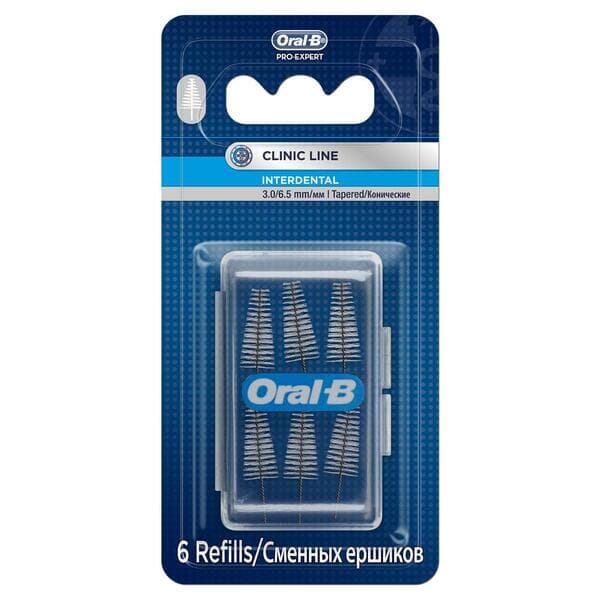 Oral-B®
PRO-EXPERT
CLINIC LINE
INTERDENTAL
3.0/6.5 mm/мм | Tapered/Конические
Oral-B
6 Refills/Сменных ершиков